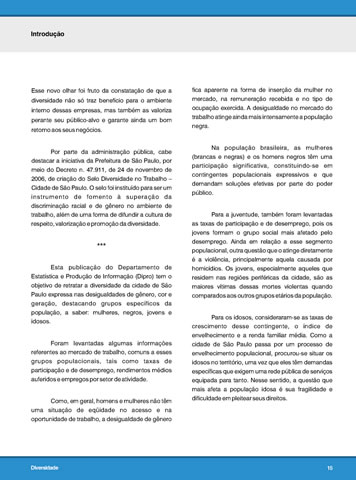 Introdução
Esse novo olhar foi fruto da constatação de que a
diversidade não só traz benefício para o ambiente
interno dessas empresas, mas também as valoriza
perante seu público-alvo e garante ainda um bom
retorno aos seus negócios.
Por parte da administração pública, cabe
destacar a iniciativa da Prefeitura de São Paulo, por
meio do Decreto n. 47.911, de 24 de novembro de
2006, de criação do Selo Diversidade no Trabalho –
Cidade de São Paulo. O selo foi instituído para ser um
instrumento de fomento à superação da
discriminação racial e de gênero no ambiente de
trabalho, além de uma forma de difundir a cultura de
respeito, valorização e promoção da diversidade.
***
Esta publicação do Departamento de
Estatística e Produção de Informação (Dipro) tem o
objetivo de retratar a diversidade da cidade de São
Paulo expressa nas desigualdades de gênero, cor e
geração, destacando grupos específicos da
população, a saber: mulheres, negros, jovens e
idosos.
Foram levantadas algumas informações
referentes ao mercado de trabalho, comuns a esses
grupos populacionais, tais como taxas de
participação e de desemprego, rendimentos médios
auferidos e empregos por setor de atividade.
Como, em geral, homens e mulheres não têm
uma situação de eqüidade no acesso e na
oportunidade de trabalho, a desigualdade de gênero
fica aparente na forma de inserção da mulher no
mercado, na remuneração recebida e no tipo de
ocupação exercida. A desigualdade no mercado do
trabalho atinge ainda mais intensamente a população
negra.
Na população brasileira, as mulheres
(brancas e negras) e os homens negros têm uma
participação significativa, constituindo-se em
contingentes populacionais expressivos e que
demandam soluções efetivas por parte do poder
público.
Para a juventude, também foram levantadas
as taxas de participação e de desemprego, pois os
jovens formam o grupo social mais afetado pelo
desemprego. Ainda em relação a esse segmento
populacional, outra questão que o atinge diretamente
é a violência, principalmente aquela causada por
homicídios. Os jovens, especialmente aqueles que
residem nas regiões periféricas da cidade, são as
maiores vítimas dessas mortes violentas quando
comparados aos outros grupos etários da população.
Para os idosos, consideraram-se as taxas de
crescimento desse contingente, o índice de
envelhecimento e a renda familiar média. Como a
cidade de São Paulo passa por um processo de
envelhecimento populacional, procurou-se situar os
idosos no território, uma vez que eles têm demandas
específicas que exigem uma rede pública de serviços
equipada para tanto. Nesse sentido, a questão que
mais afeta a população idosa é sua fragilidade e
dificuldade em pleitear seus direitos.
Diversidade
15